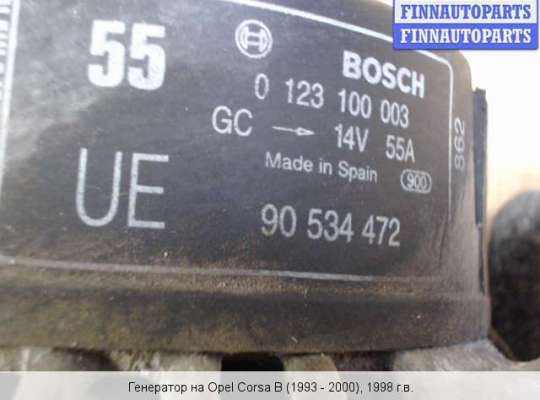 FINNAUTOPARTS
FINNAUTOPARTS
55
BOSCH
0 123 100 003
GC → 14V 55A
Made in Spain 900
S62
UE
90 534 472
Генератор на Opel Corsa B (1993 - 2000), 1998 г.в.